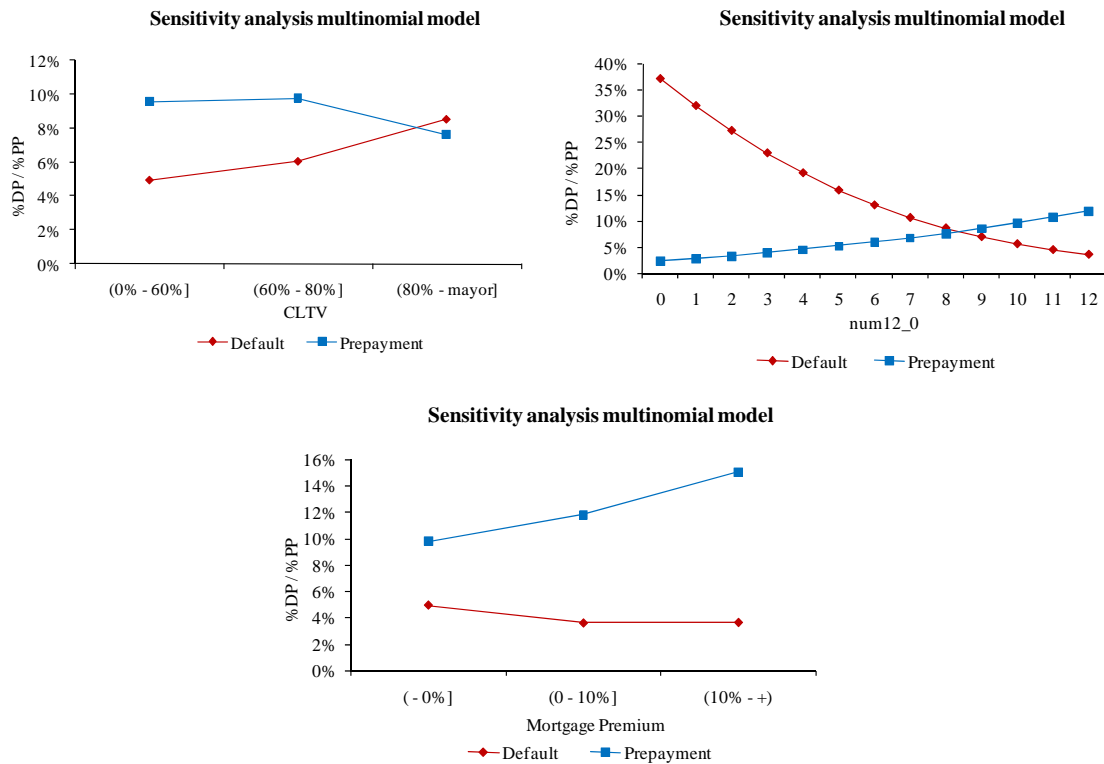 Sensitivity analysis multinomial model
12%
10%
8%
6%
4%
2%
0%
%DP / %PP
(0% - 60%] (60% - 80%] (80% - mayor]
CLTV
Default Prepayment
Sensitivity analysis multinomial model
40%
35%
30%
25%
20%
15%
10%
5%
0%
%DP / %PP
0 1 2 3 4 5 6 7 8 9 10 11 12
num12_0
Default Prepayment
Sensitivity analysis multinomial model
16%
14%
12%
10%
8%
6%
4%
2%
0%
%DP / %PP
( - 0%] (0 - 10%] (10% - +)
Mortgage Premium
Default Prepayment